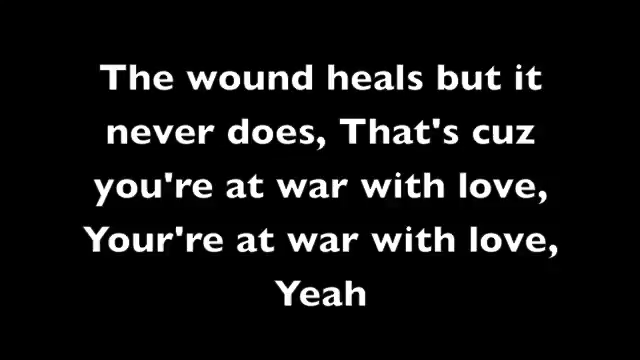 The wound heals but it
never does, That's cuz
you're at war with love,
Your're at war with love,
Yeah